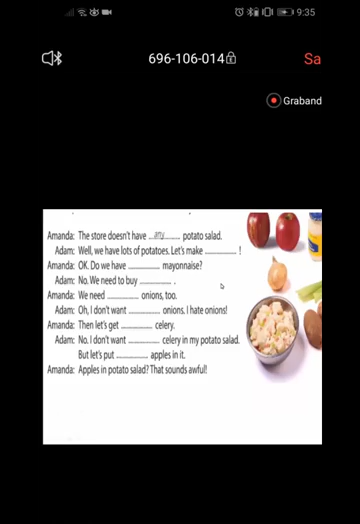 9:35
696-106-014
Sa
Graband
Amanda: The store doesn't have ...any......... potato salad.
Adam: Well, we have lots of potatoes. Let's make .................. !
Amanda: OK. Do we have .................. mayonnaise?
Adam: No. We need to buy .................. .
Amanda: We need .................. onions, too.
Adam: Oh, I don't want .................. onions. I hate onions!
Amanda: Then let's get .................. celery.
Adam: No. I don't want .................. celery in my potato salad.
But let's put .................. apples in it.
Amanda: Apples in potato salad? That sounds awful!